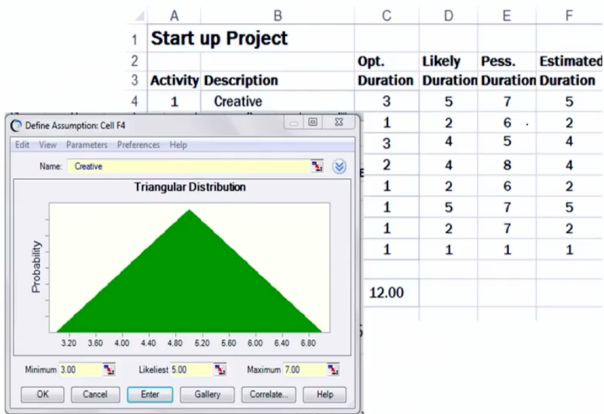 A B C D E F
1 Start up Project
2 Opt. Likely Pess. Estimated
3 Activity Description Duration Duration Duration Duration
4 1 Creative 3 5 7 5
1 2 6 2
3 4 5 4
2 4 8 4
1 2 6 2
1 5 7 5
1 2 7 2
1 1 1 1
12.00
Define Assumption: Cell F4
Edit View Parameters Preferences Help
Name: Creative
Triangular Distribution
Probability
3.20 3.60 4.00 4.40 4.80 5.20 5.60 6.00 6.40 6.80
Minimum 3.00 Likeliest 5.00 Maximum 7.00
OK Cancel Enter Gallery Correlate... Help